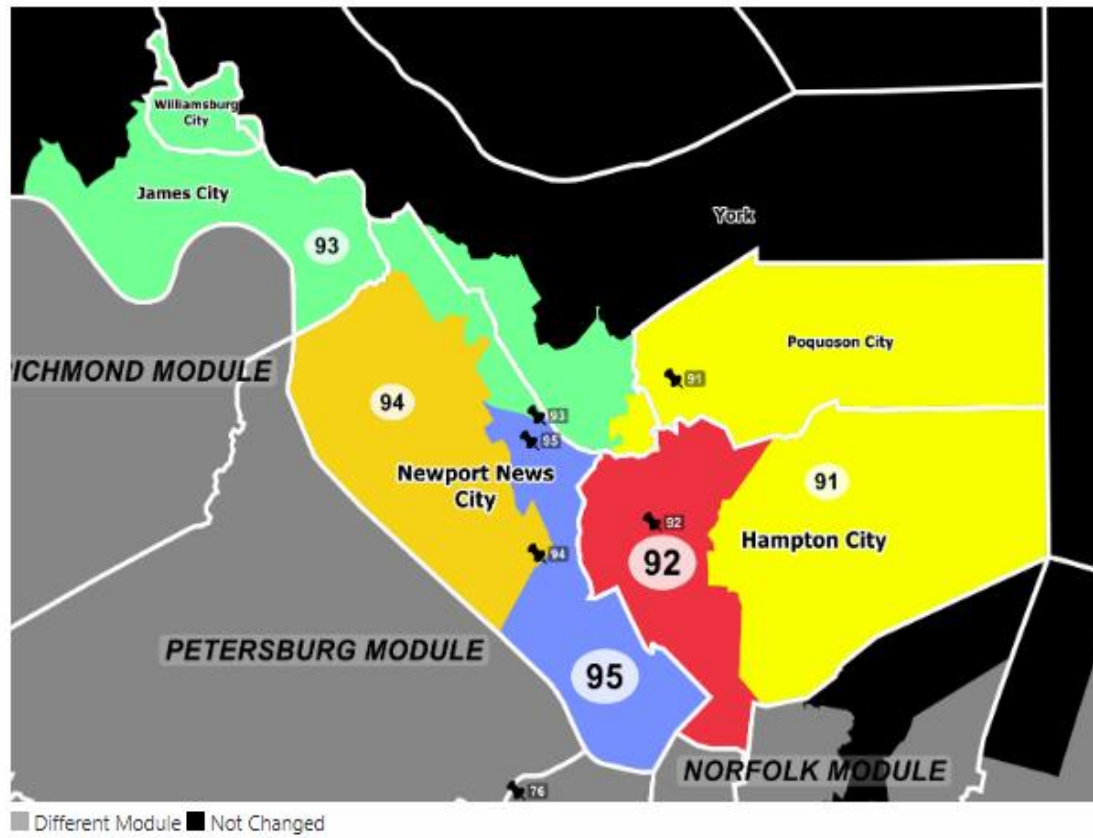 Williamsburg
City
James City
York
93
Poquoson City
RICHMOND MODULE
91
94
93
95
Newport News
City
91
92
Hampton City
94
92
PETERSBURG MODULE
95
NORFOLK MODULE
76
Different Module Not Changed